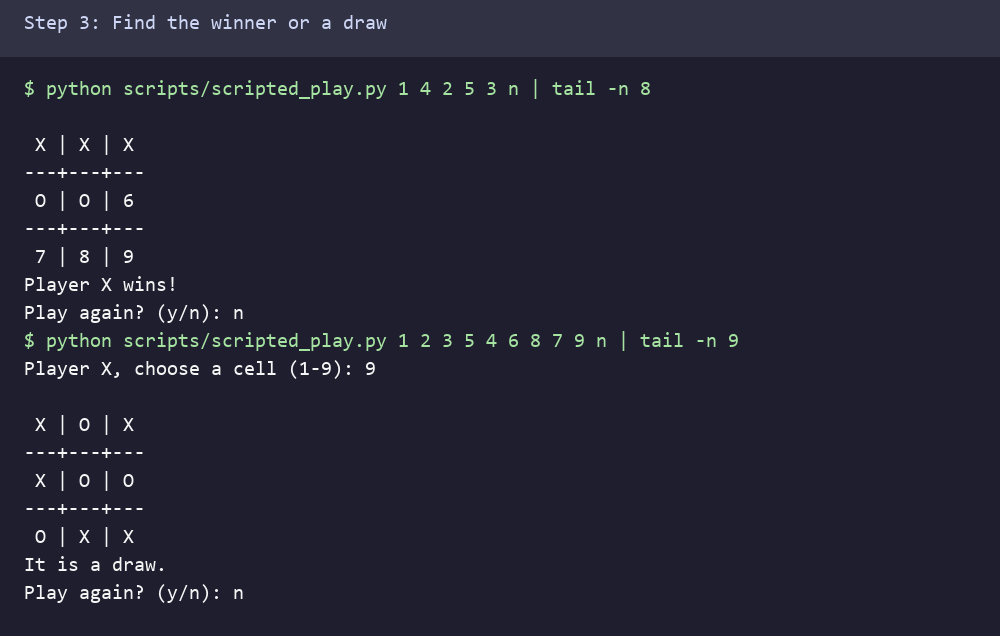 Step 3: Find the winner or a draw
$ python scripts/scripted_play.py 1 4 2 5 3 n | tail -n 8
X | X | X
---+---+---
O | O | 6
---+---+---
7 | 8 | 9
Player X wins!
Play again? (y/n): n
$ python scripts/scripted_play.py 1 2 3 5 4 6 8 7 9 n | tail -n 9
Player X, choose a cell (1-9): 9
X | O | X
---+---+---
X | O | O
---+---+---
O | X | X
It is a draw.
Play again? (y/n): n